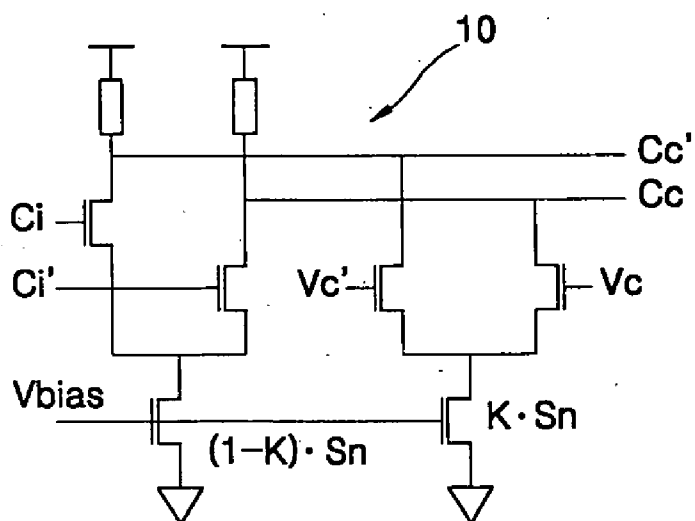 10
Cc'
Cc
Ci
Ci'
Vc'
Vc
Vbias
(1−K)·Sn
K·Sn